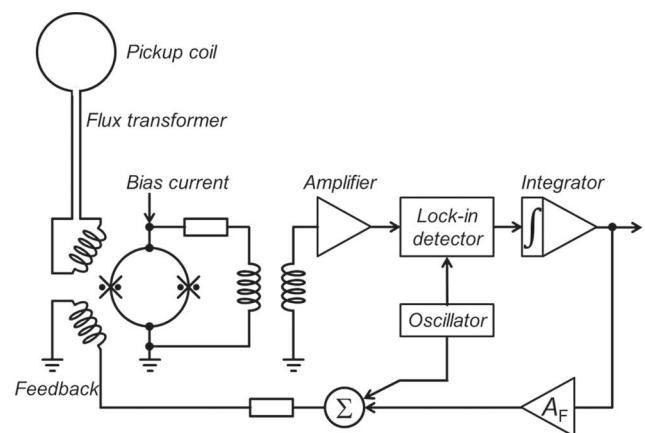 Pickup coil
Flux transformer
Bias current
Amplifier
Integrator
Lock-in
detector
∫
Oscillator
Feedback
Σ
A_F